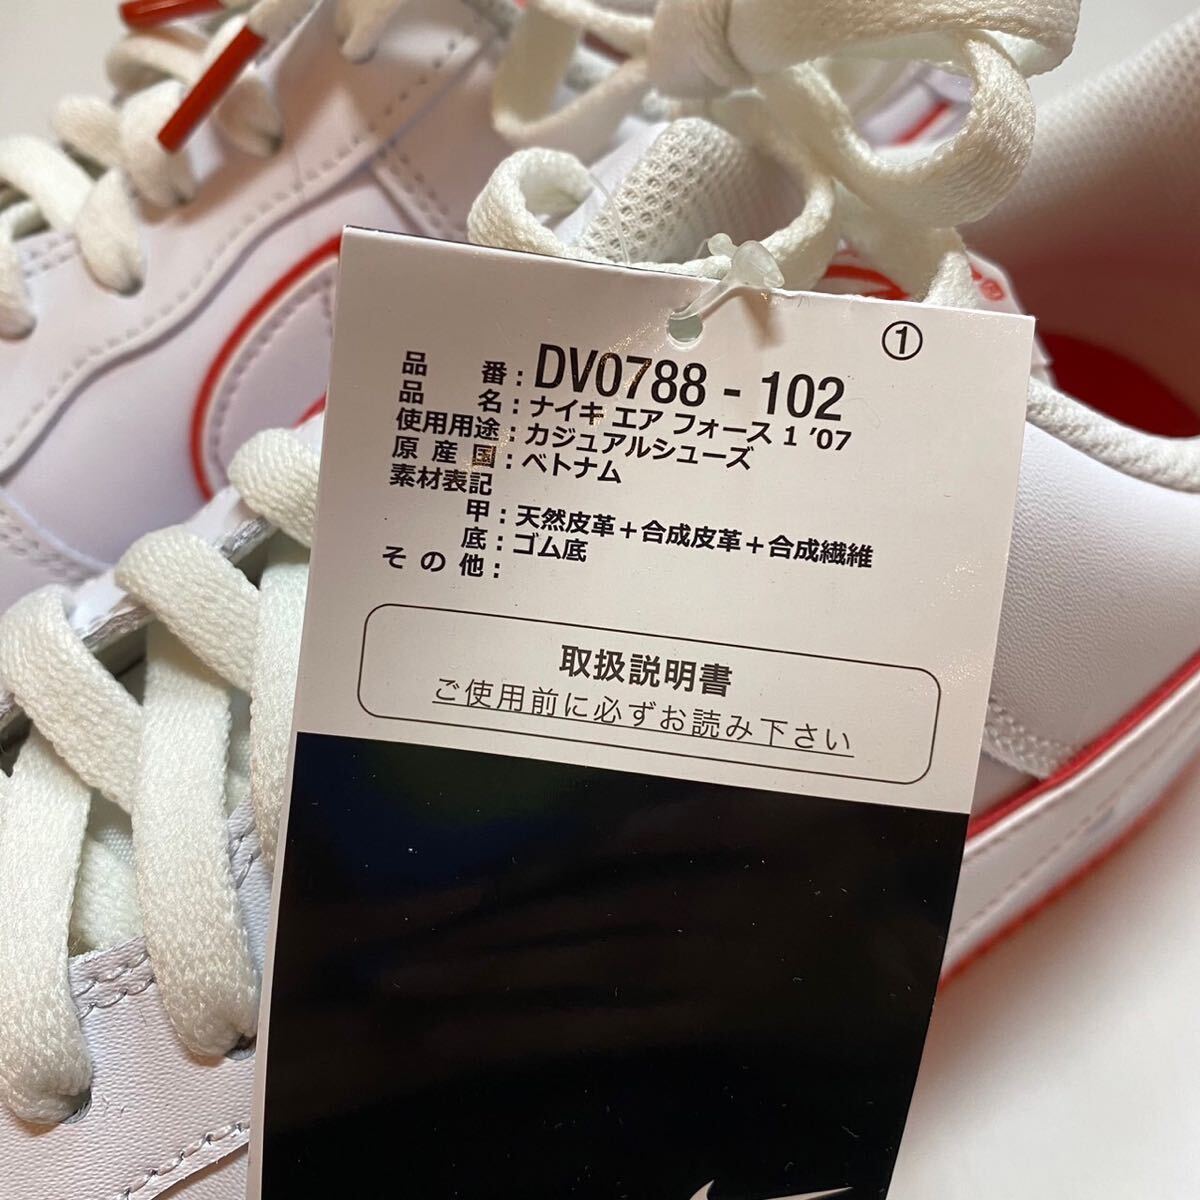 ①
品番：DV0788 - 102
品名：ナイキ エア フォース 1 '07
使用用途：カジュアルシューズ
原産国：ベトナム
素材表記
甲：天然皮革＋合成皮革＋合成繊維
底：ゴム底
その他：
取扱説明書
ご使用前に必ずお読み下さい
®